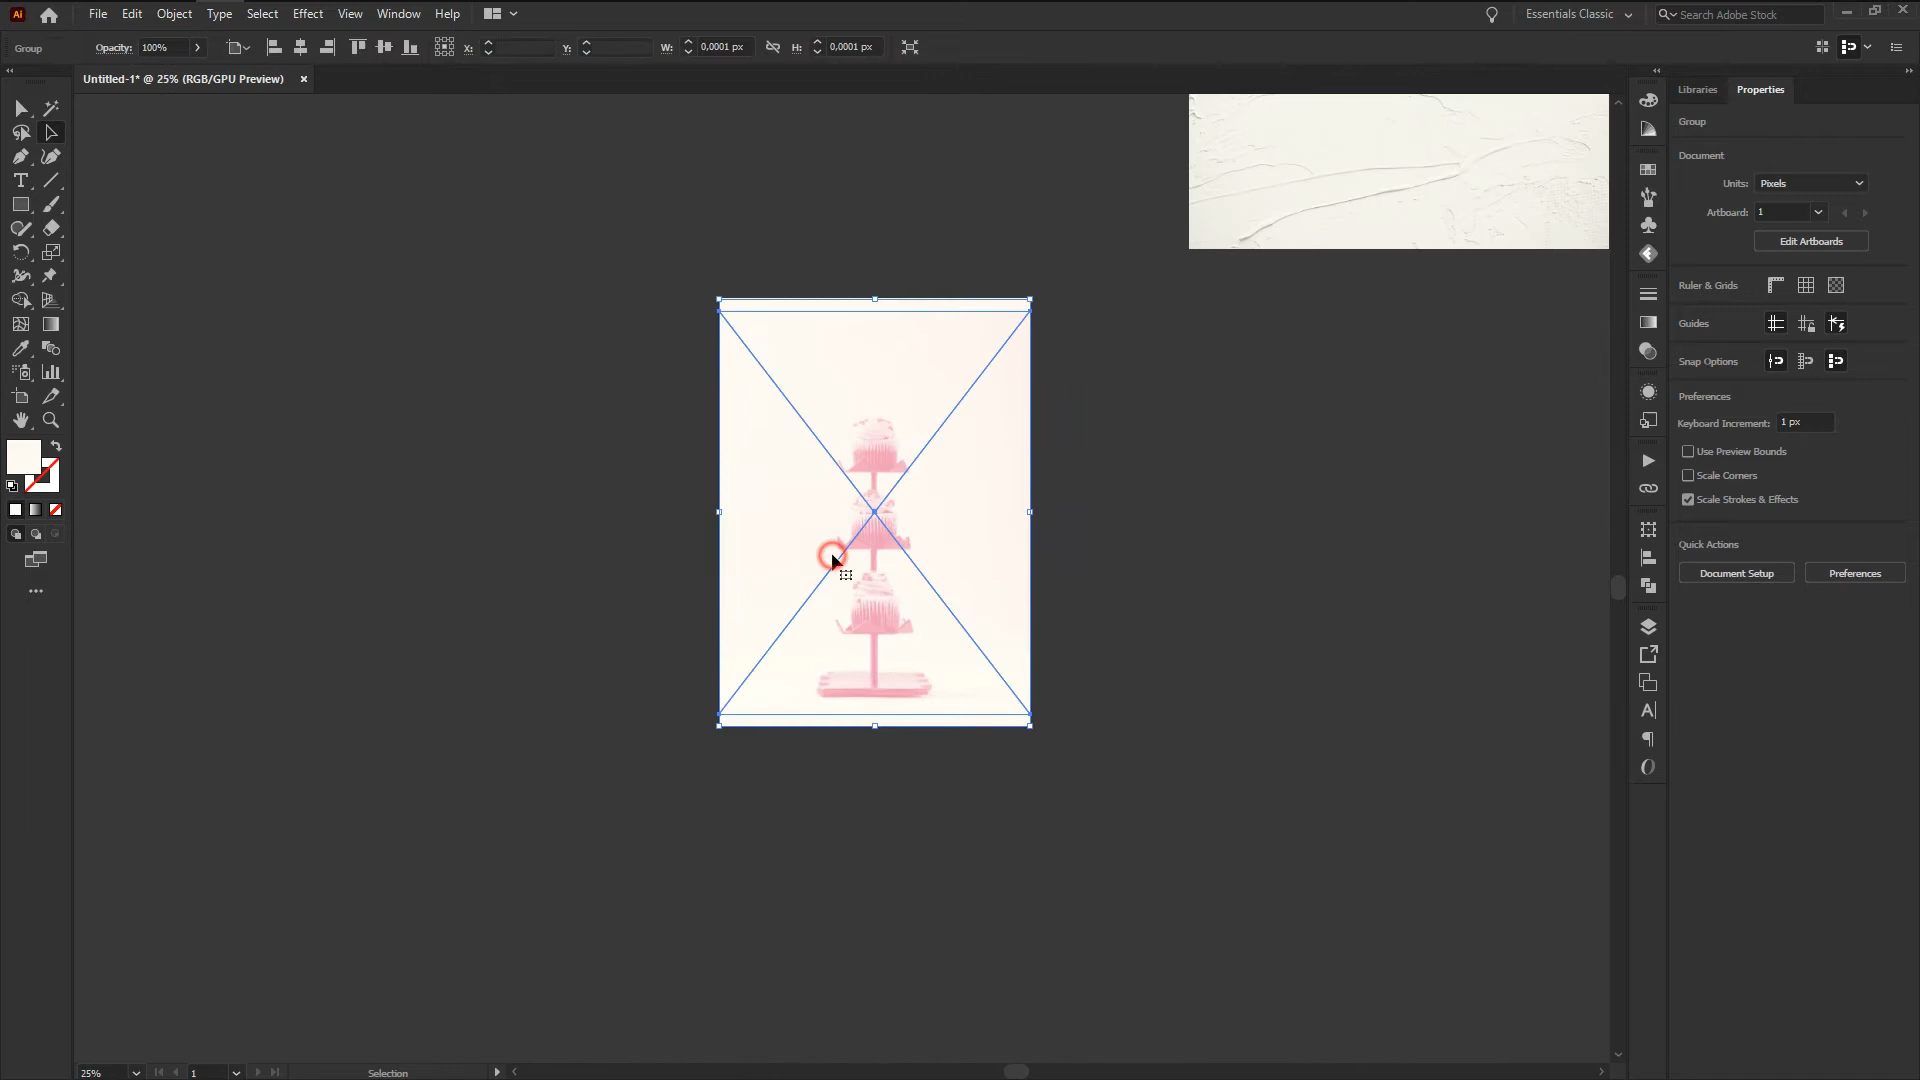 Ai File Edit Object Type Select Effect View Window Help Essentials Classic Search Adobe Stock
Group Opacity: 100% X: Y: W: 0,0001 px H: 0,0001 px
Untitled-1* @ 25% (RGB/GPU Preview) ×
Libraries Properties
Group
Document
Units: Pixels
Artboard: 1
Edit Artboards
Ruler & Grids
Guides
Snap Options
Preferences
Keyboard Increment: 1 px
Use Preview Bounds
Scale Corners
Scale Strokes & Effects
Quick Actions
Document Setup Preferences
25% 1 Selection